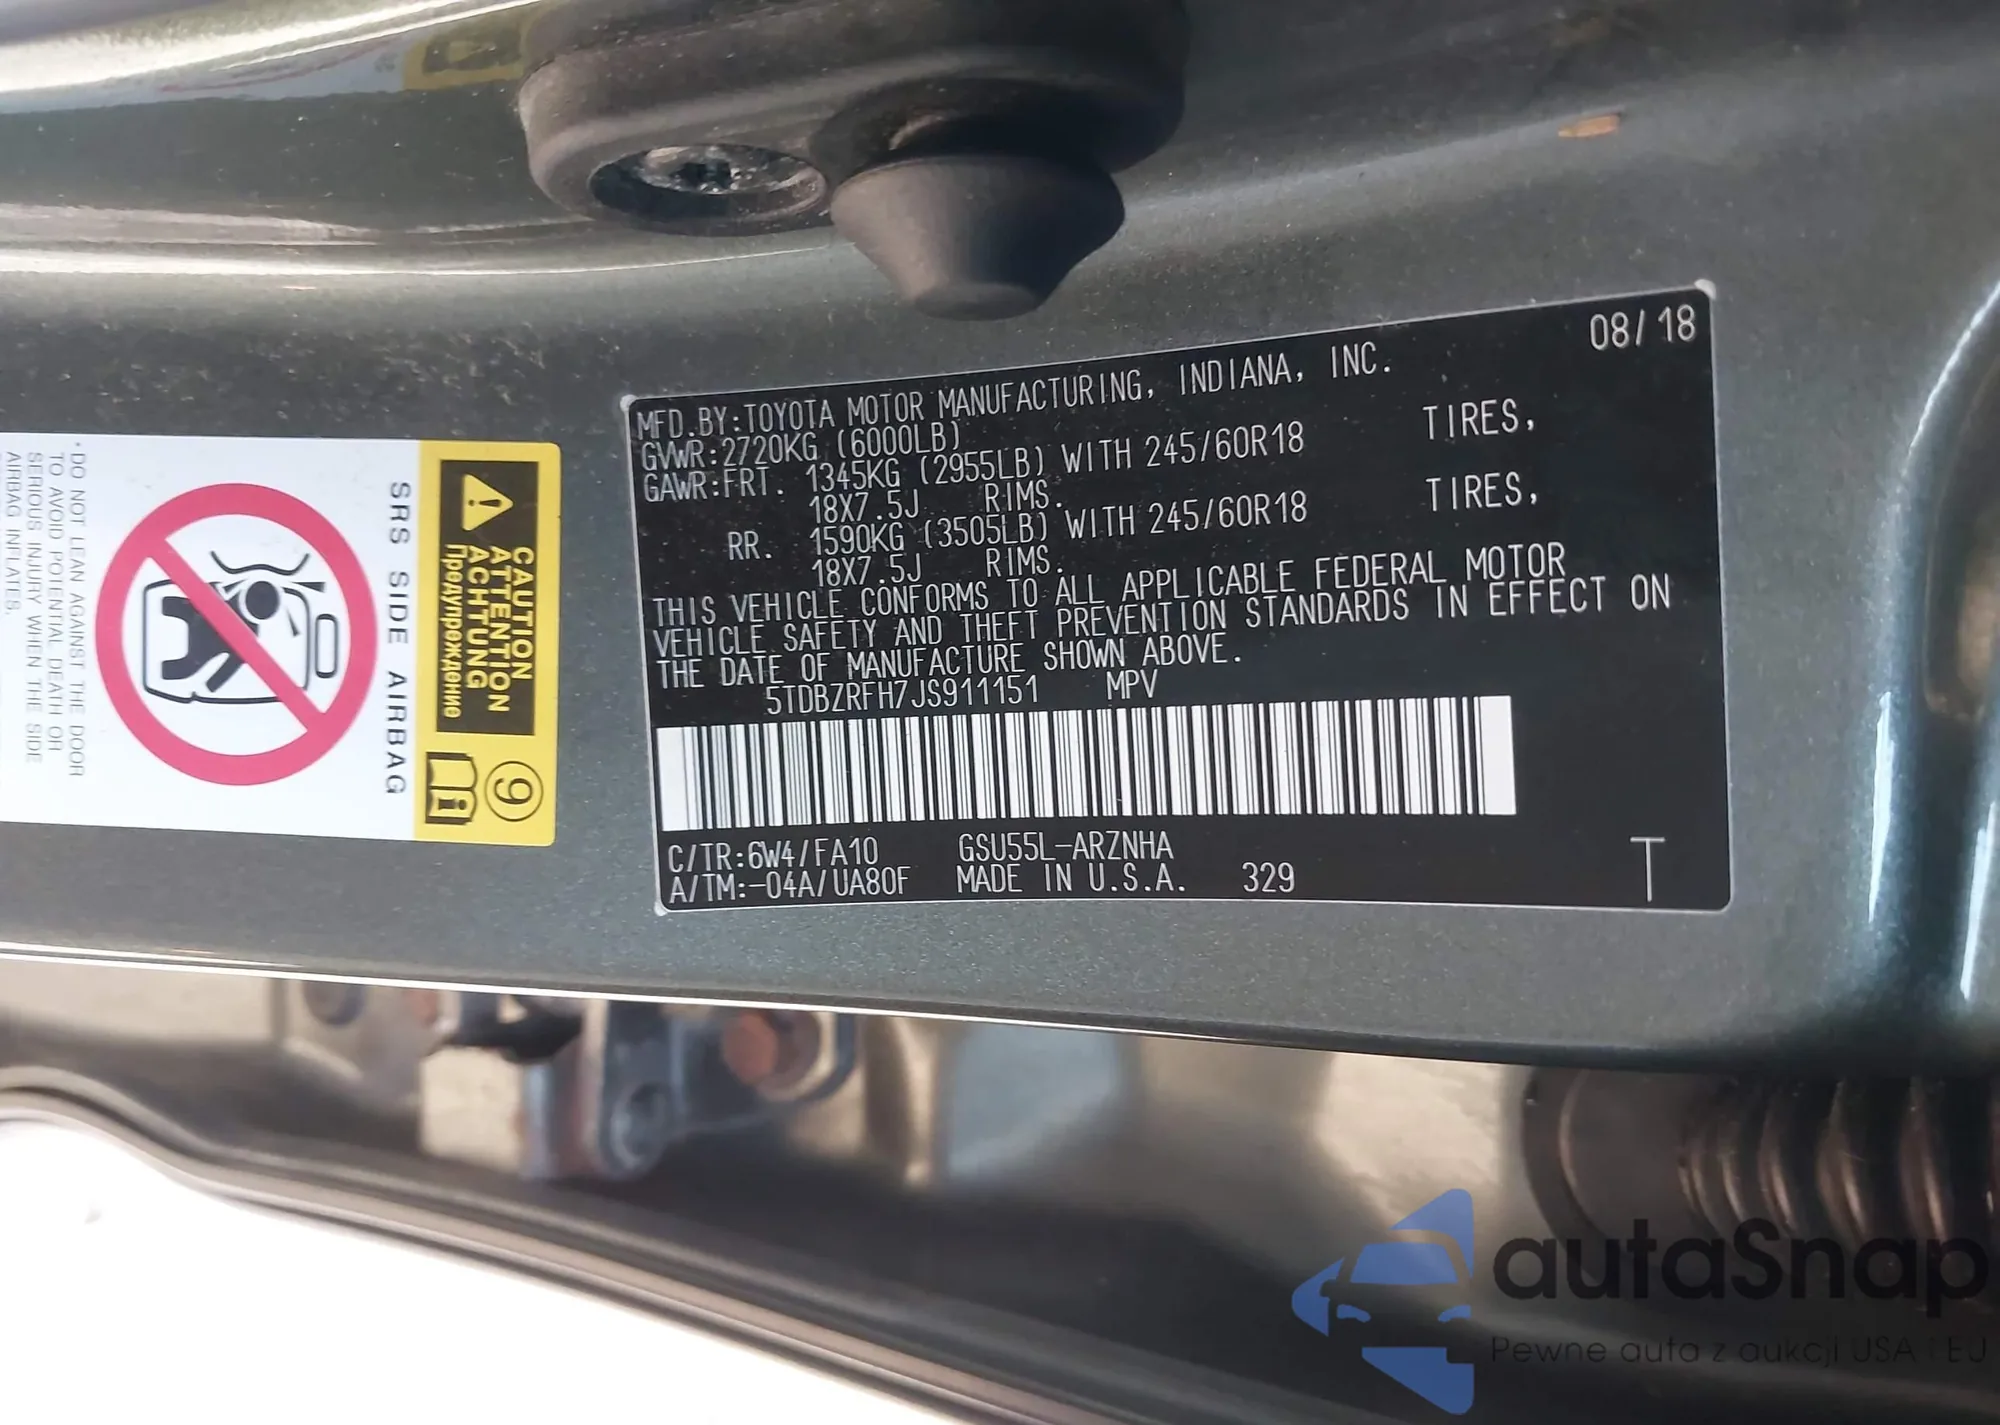 08/18
MFD.BY:TOYOTA MOTOR MANUFACTURING, INDIANA, INC.
GVWR:2720KG (6000LB)
GAWR:FRT. 1345KG (2955LB) WITH 245/60R18 TIRES,
18X7.5J RIMS.
RR. 1590KG (3505LB) WITH 245/60R18 TIRES,
18X7.5J RIMS.
THIS VEHICLE CONFORMS TO ALL APPLICABLE FEDERAL MOTOR
VEHICLE SAFETY AND THEFT PREVENTION STANDARDS IN EFFECT ON
THE DATE OF MANUFACTURE SHOWN ABOVE.
5TDBZRFH7JS911151 MPV
C/TR:6W4/FA10 GSU55L-ARZNHA
A/TM:-04A/UA80F MADE IN U.S.A. 329 T
CAUTION
ATTENTION
ACHTUNG
Предупреждение
9
SRS SIDE AIRBAG
•DO NOT LEAN AGAINST THE DOOR
TO AVOID POTENTIAL DEATH OR
SERIOUS INJURY WHEN THE SIDE
AIRBAG INFLATES.
autaSnap
Pewne auta z aukcji USA i EU